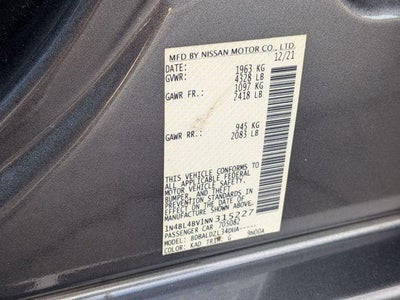 MFD BY NISSAN MOTOR CO., LTD.
DATE: 12/21
GVWR: 1963 KG
4328 LB
GAWR FR.: 1097 KG
2418 LB
GAWR RR.: 945 KG
2083 LB
THIS VEHICLE CONFORMS TO
ALL APPLICABLE FEDERAL
MOTOR VEHICLE SAFETY,
BUMPER, AND THEFT
PREVENTION STANDARDS IN
EFFECT ON THE DATE OF
MANUFACTURE SHOWN ABOVE.
1N4BL4BV1NN315227
PASSENGER CAR 705082
MODEL: BDBALDZL34DUA-----
COLOR: KAD TRIM: G 9NODA